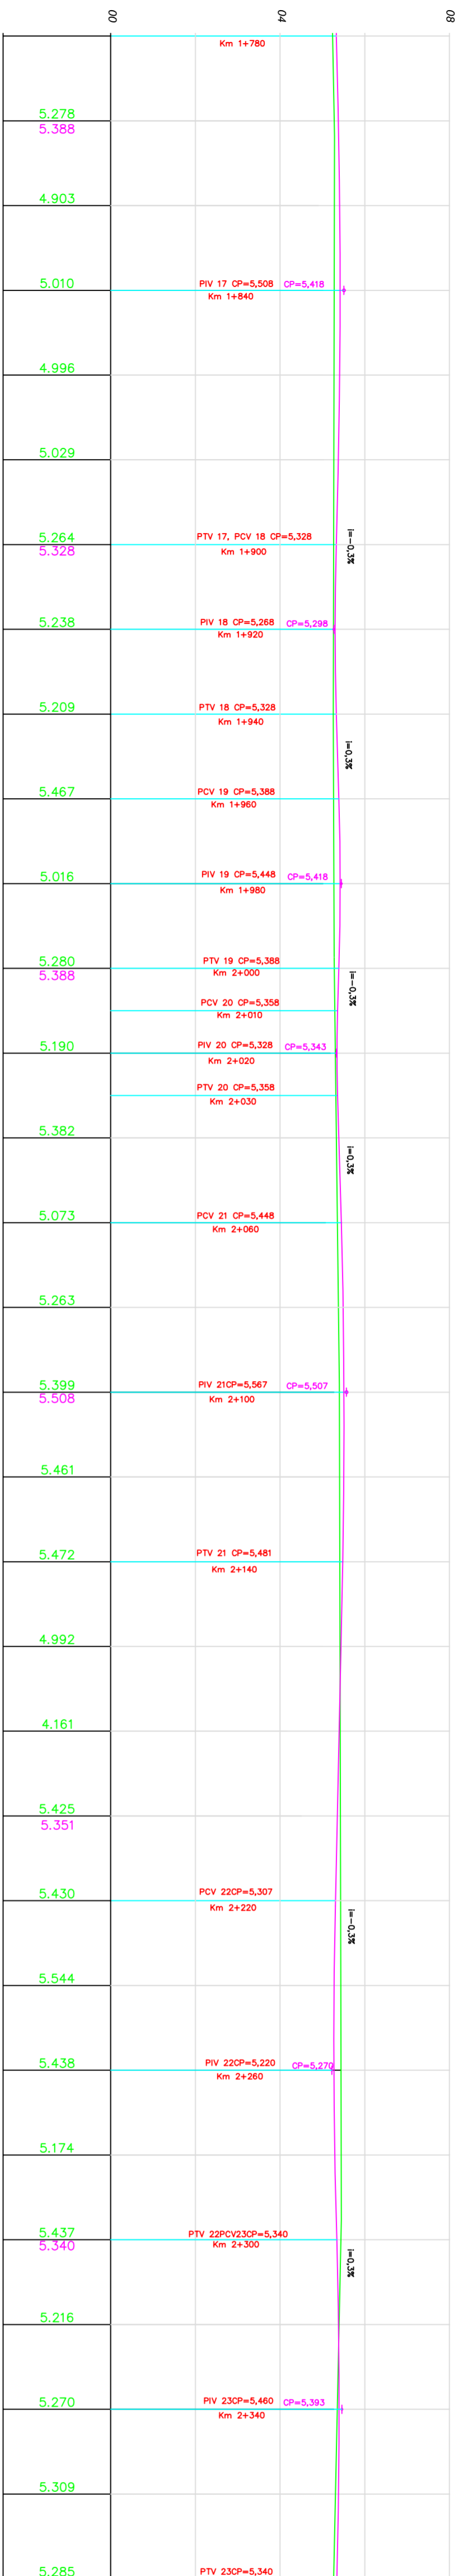 00
04
08
Km 1+780
5.278
5.388
4.903
5.010
PIV 17 CP=5,508 CP=5,418
Km 1+840
4.996
5.029
5.264
5.328
PTV 17, PCV 18 CP=5,328
Km 1+900
i=-0,3%
5.238
PIV 18 CP=5,268 CP=5,298
Km 1+920
5.209
PTV 18 CP=5,328
Km 1+940
i=0,3%
5.467
PCV 19 CP=5,388
Km 1+960
5.016
PIV 19 CP=5,448 CP=5,418
Km 1+980
5.280
5.388
PTV 19 CP=5,388
Km 2+000
i=-0,3%
PCV 20 CP=5,358
Km 2+010
5.190
PIV 20 CP=5,328 CP=5,343
Km 2+020
PTV 20 CP=5,358
Km 2+030
5.382
i=0,3%
5.073
PCV 21 CP=5,448
Km 2+060
5.263
5.399
5.508
PIV 21CP=5,567 CP=5,507
Km 2+100
5.461
5.472
PTV 21 CP=5,481
Km 2+140
4.992
4.161
5.425
5.351
5.430
PCV 22CP=5,307
Km 2+220
i=-0,3%
5.544
5.438
PIV 22CP=5,220 CP=5,270
Km 2+260
5.174
5.437
5.340
PTV 22PCV23CP=5,340
Km 2+300
i=0,3%
5.216
5.270
PIV 23CP=5,460 CP=5,393
Km 2+340
5.309
5.285
PTV 23CP=5,340